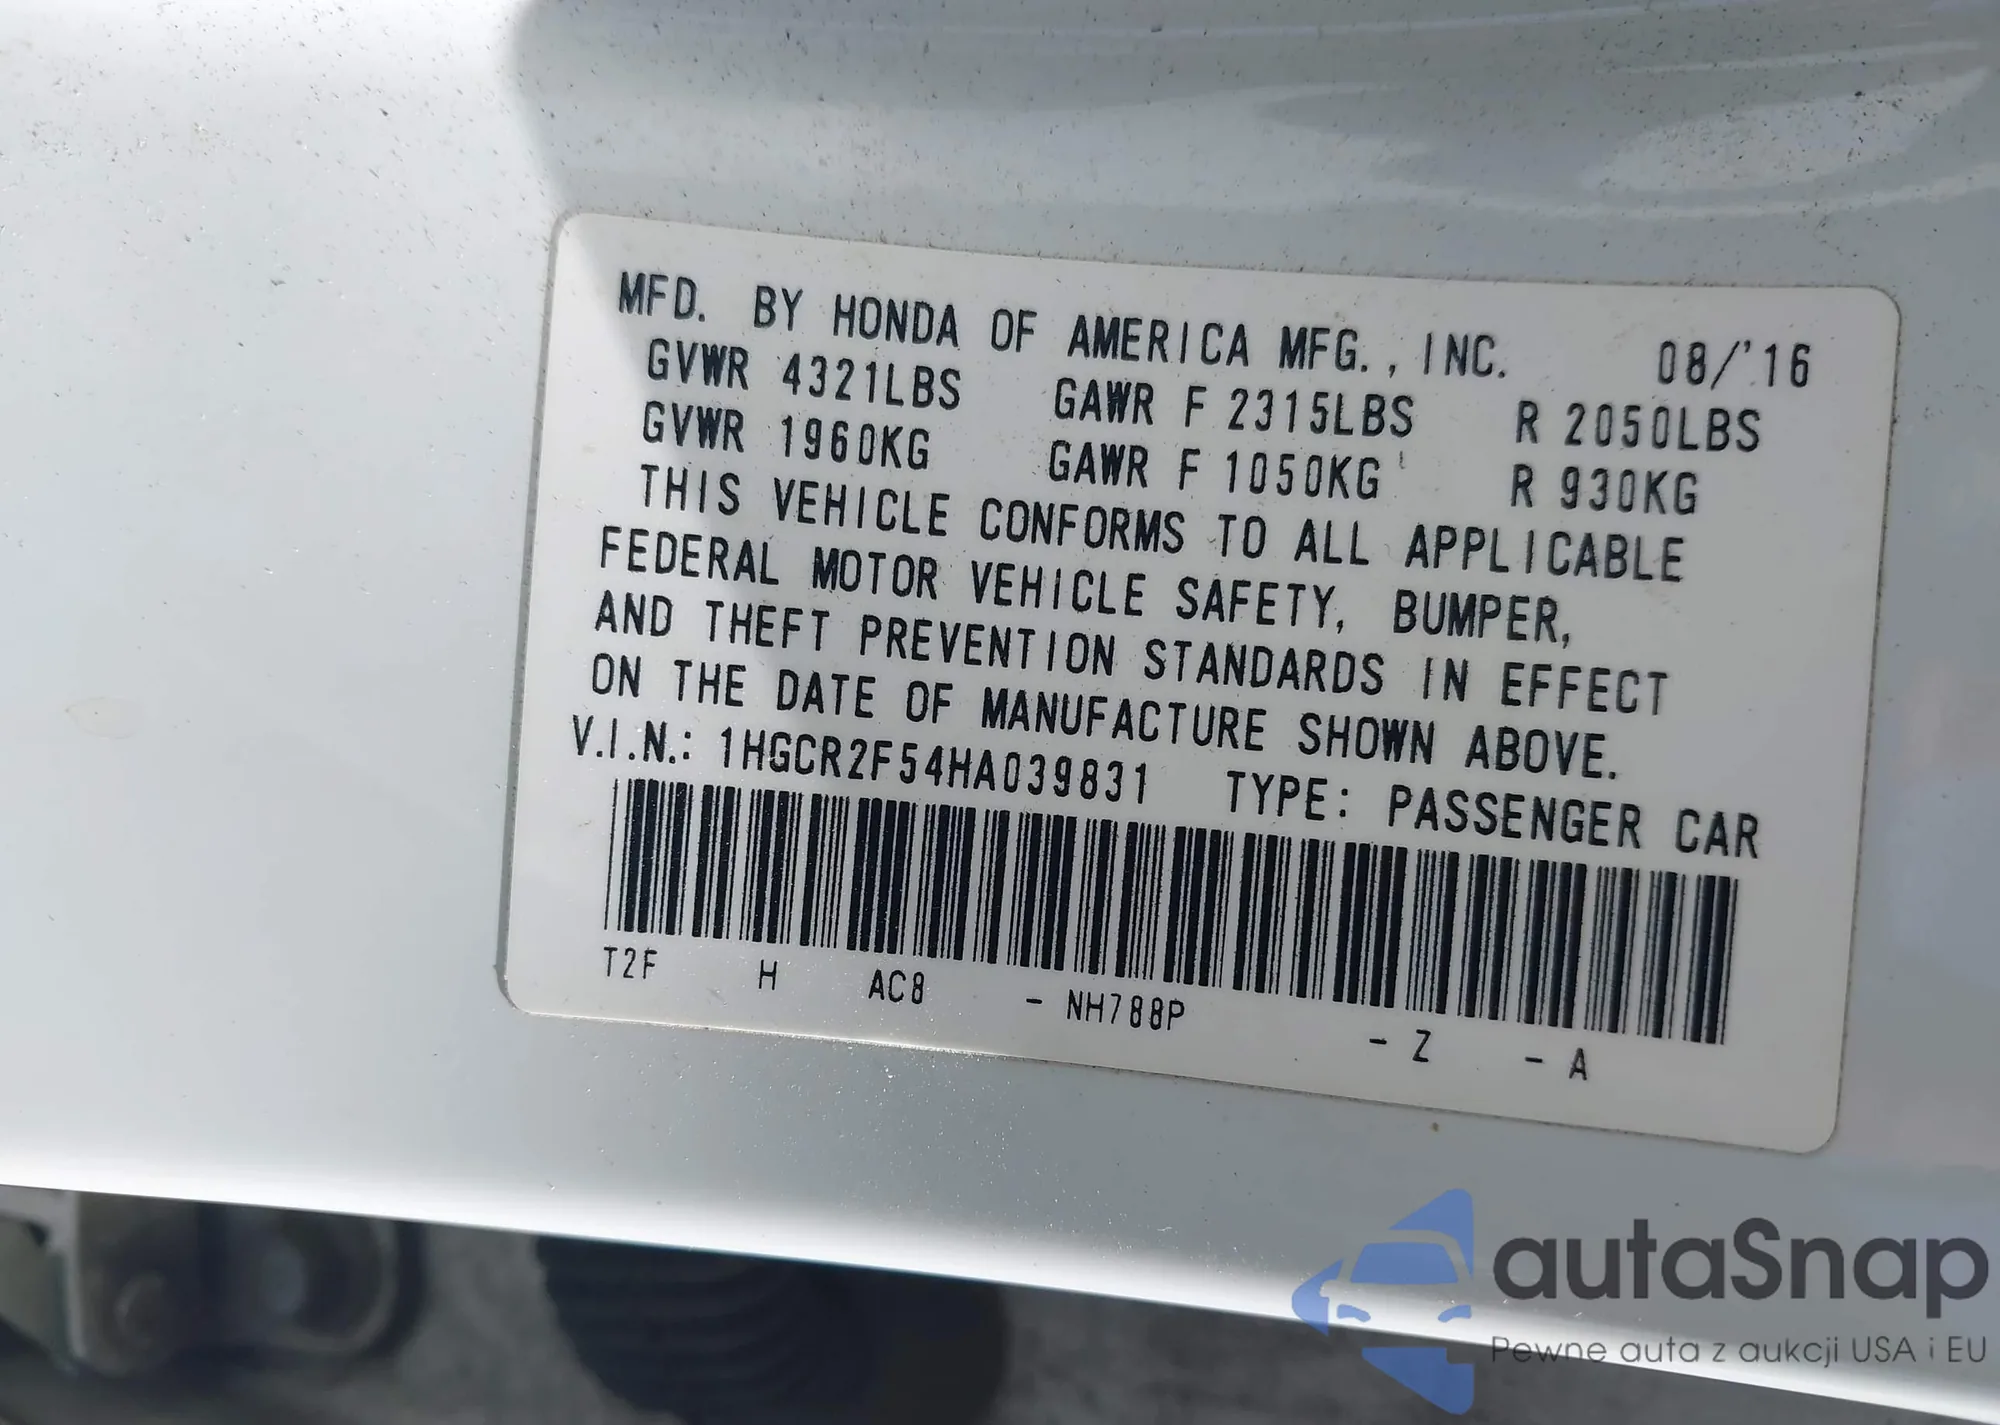 MFD. BY HONDA OF AMERICA MFG., INC. 08/'16
GVWR 4321LBS GAWR F 2315LBS R 2050LBS
GVWR 1960KG GAWR F 1050KG R 930KG
THIS VEHICLE CONFORMS TO ALL APPLICABLE
FEDERAL MOTOR VEHICLE SAFETY, BUMPER,
AND THEFT PREVENTION STANDARDS IN EFFECT
ON THE DATE OF MANUFACTURE SHOWN ABOVE.
V.I.N.: 1HGCR2F54HA039831 TYPE: PASSENGER CAR
T2F H AC8 - NH788P - Z - A
autaSnap
Pewne auta z aukcji USA i EU